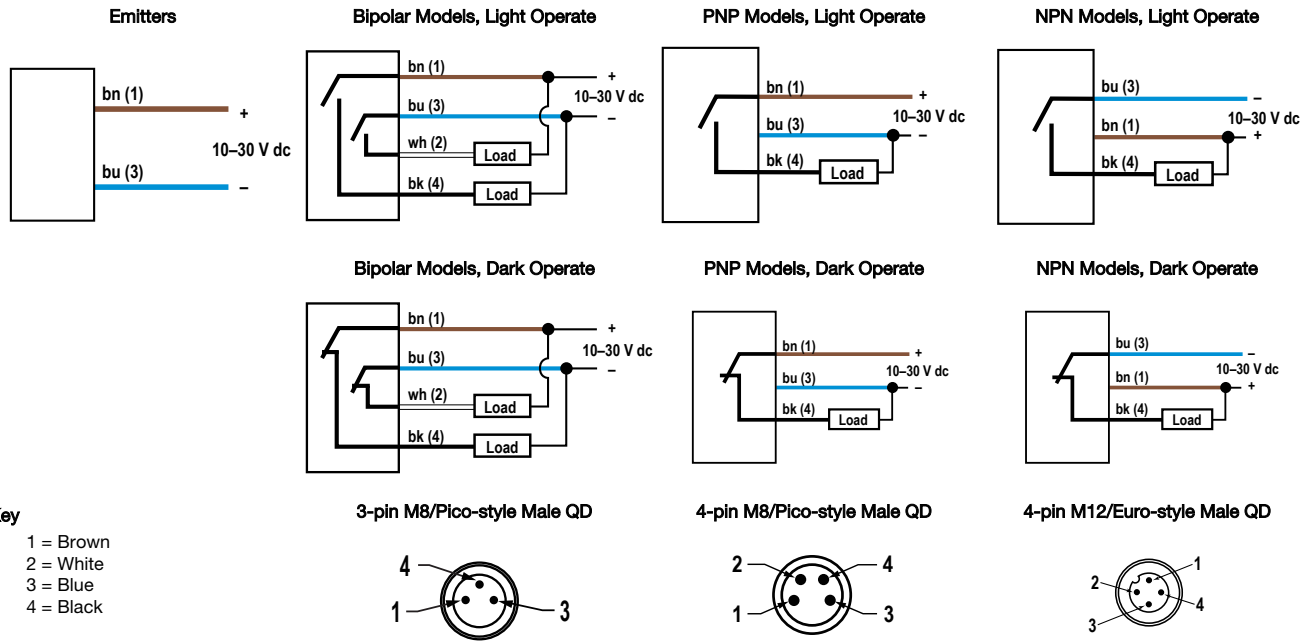 Emitters
bn (1)
+
10–30 V dc
bu (3)
–
Bipolar Models, Light Operate
bn (1)
+
10–30 V dc
bu (3)
–
wh (2)
Load
bk (4)
Load
PNP Models, Light Operate
bn (1)
+
10–30 V dc
bu (3)
–
bk (4)
Load
NPN Models, Light Operate
bu (3)
–
10–30 V dc
bn (1)
+
bk (4)
Load
Bipolar Models, Dark Operate
bn (1)
+
10–30 V dc
bu (3)
–
wh (2)
Load
bk (4)
Load
PNP Models, Dark Operate
bn (1)
+
10–30 V dc
bu (3)
–
bk (4)
Load
NPN Models, Dark Operate
bu (3)
–
10–30 V dc
bn (1)
+
bk (4)
Load
ey
1 = Brown
2 = White
3 = Blue
4 = Black
3-pin M8/Pico-style Male QD
4
1
3
4-pin M8/Pico-style Male QD
2
4
1
3
4-pin M12/Euro-style Male QD
1
2
4
3